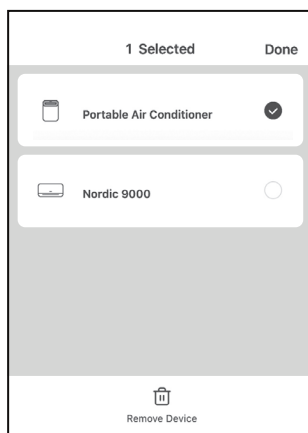 1 Selected Done
Portable Air Conditioner
Nordic 9000
Remove Device